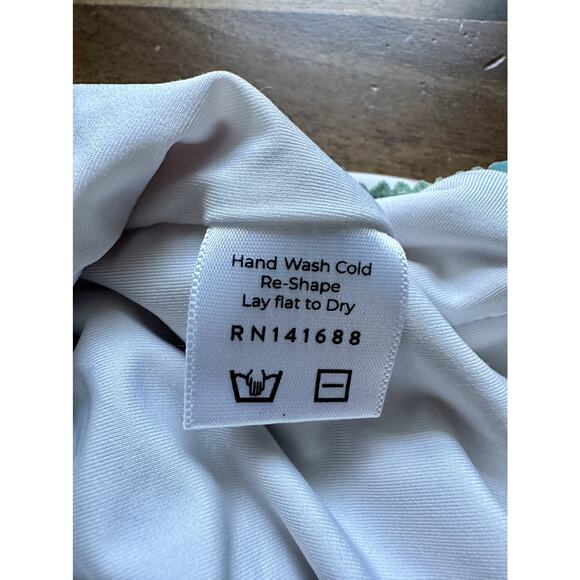 Hand Wash Cold
Re-Shape
Lay flat to Dry
RN141688